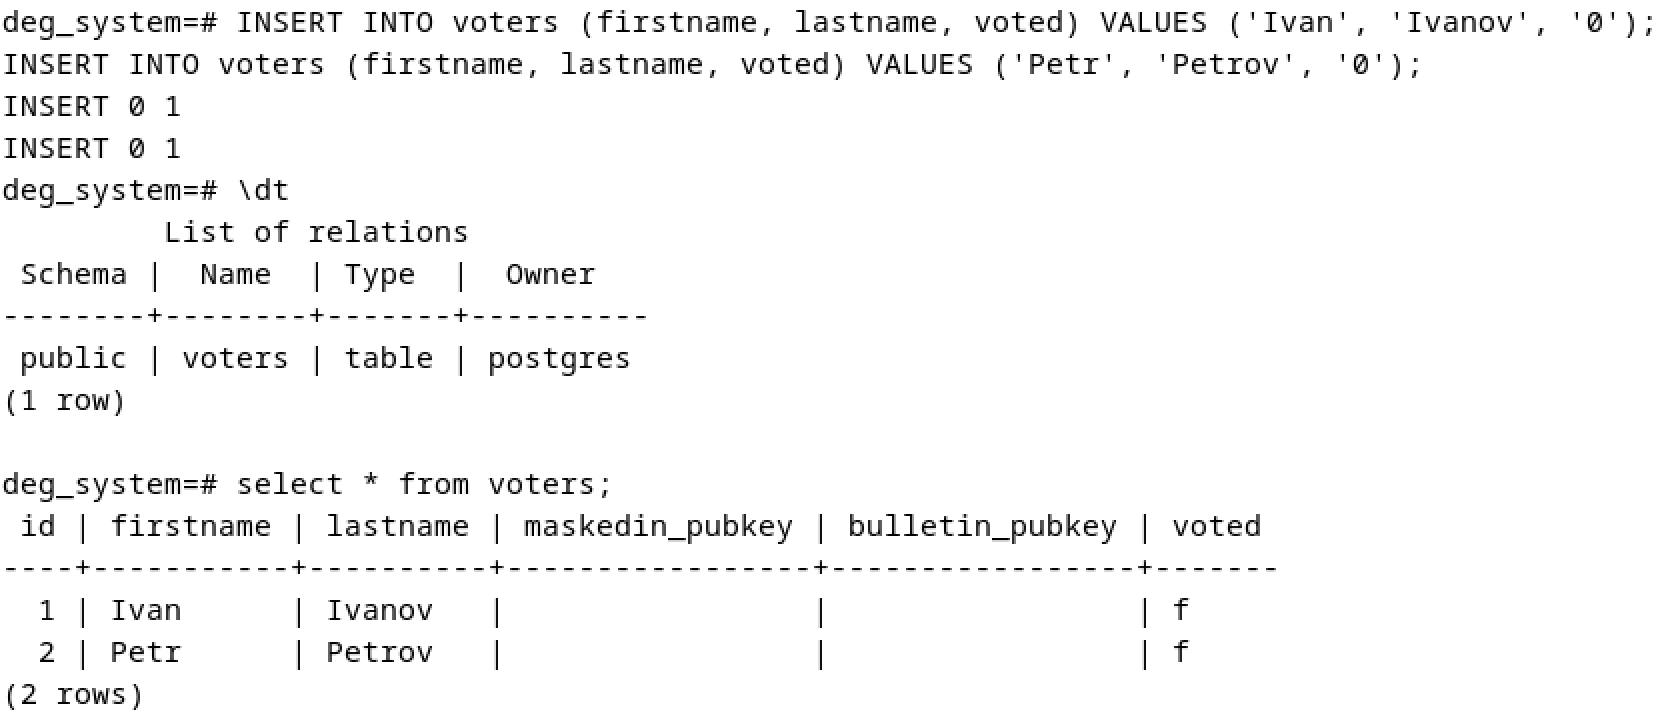 deg_system=# INSERT INTO voters (firstname, lastname, voted) VALUES ('Ivan', 'Ivanov', '0');
INSERT INTO voters (firstname, lastname, voted) VALUES ('Petr', 'Petrov', '0');
INSERT 0 1
INSERT 0 1
deg_system=# \dt
         List of relations
 Schema |  Name  | Type  |  Owner
--------+--------+-------+----------
 public | voters | table | postgres
(1 row)

deg_system=# select * from voters;
 id | firstname | lastname | maskedin_pubkey | bulletin_pubkey | voted
----+-----------+----------+-----------------+-----------------+-------
  1 | Ivan      | Ivanov   |                 |                 | f
  2 | Petr      | Petrov   |                 |                 | f
(2 rows)